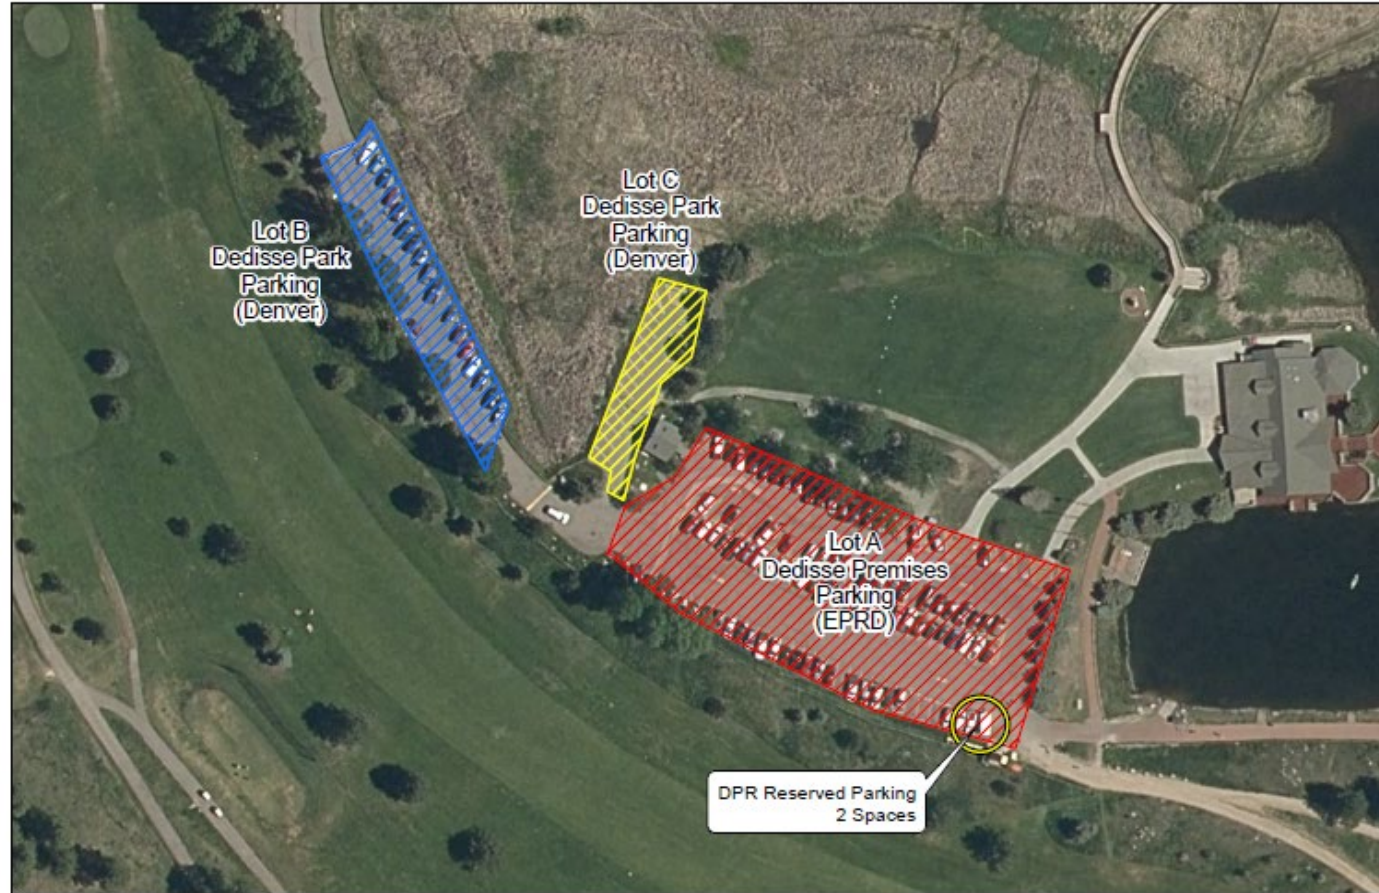 Lot C
Dedisse Park
Parking
(Denver)
Lot B
Dedisse Park
Parking
(Denver)
Lot A
Dedisse Premises
Parking
(EPRD)
DPR Reserved Parking
2 Spaces